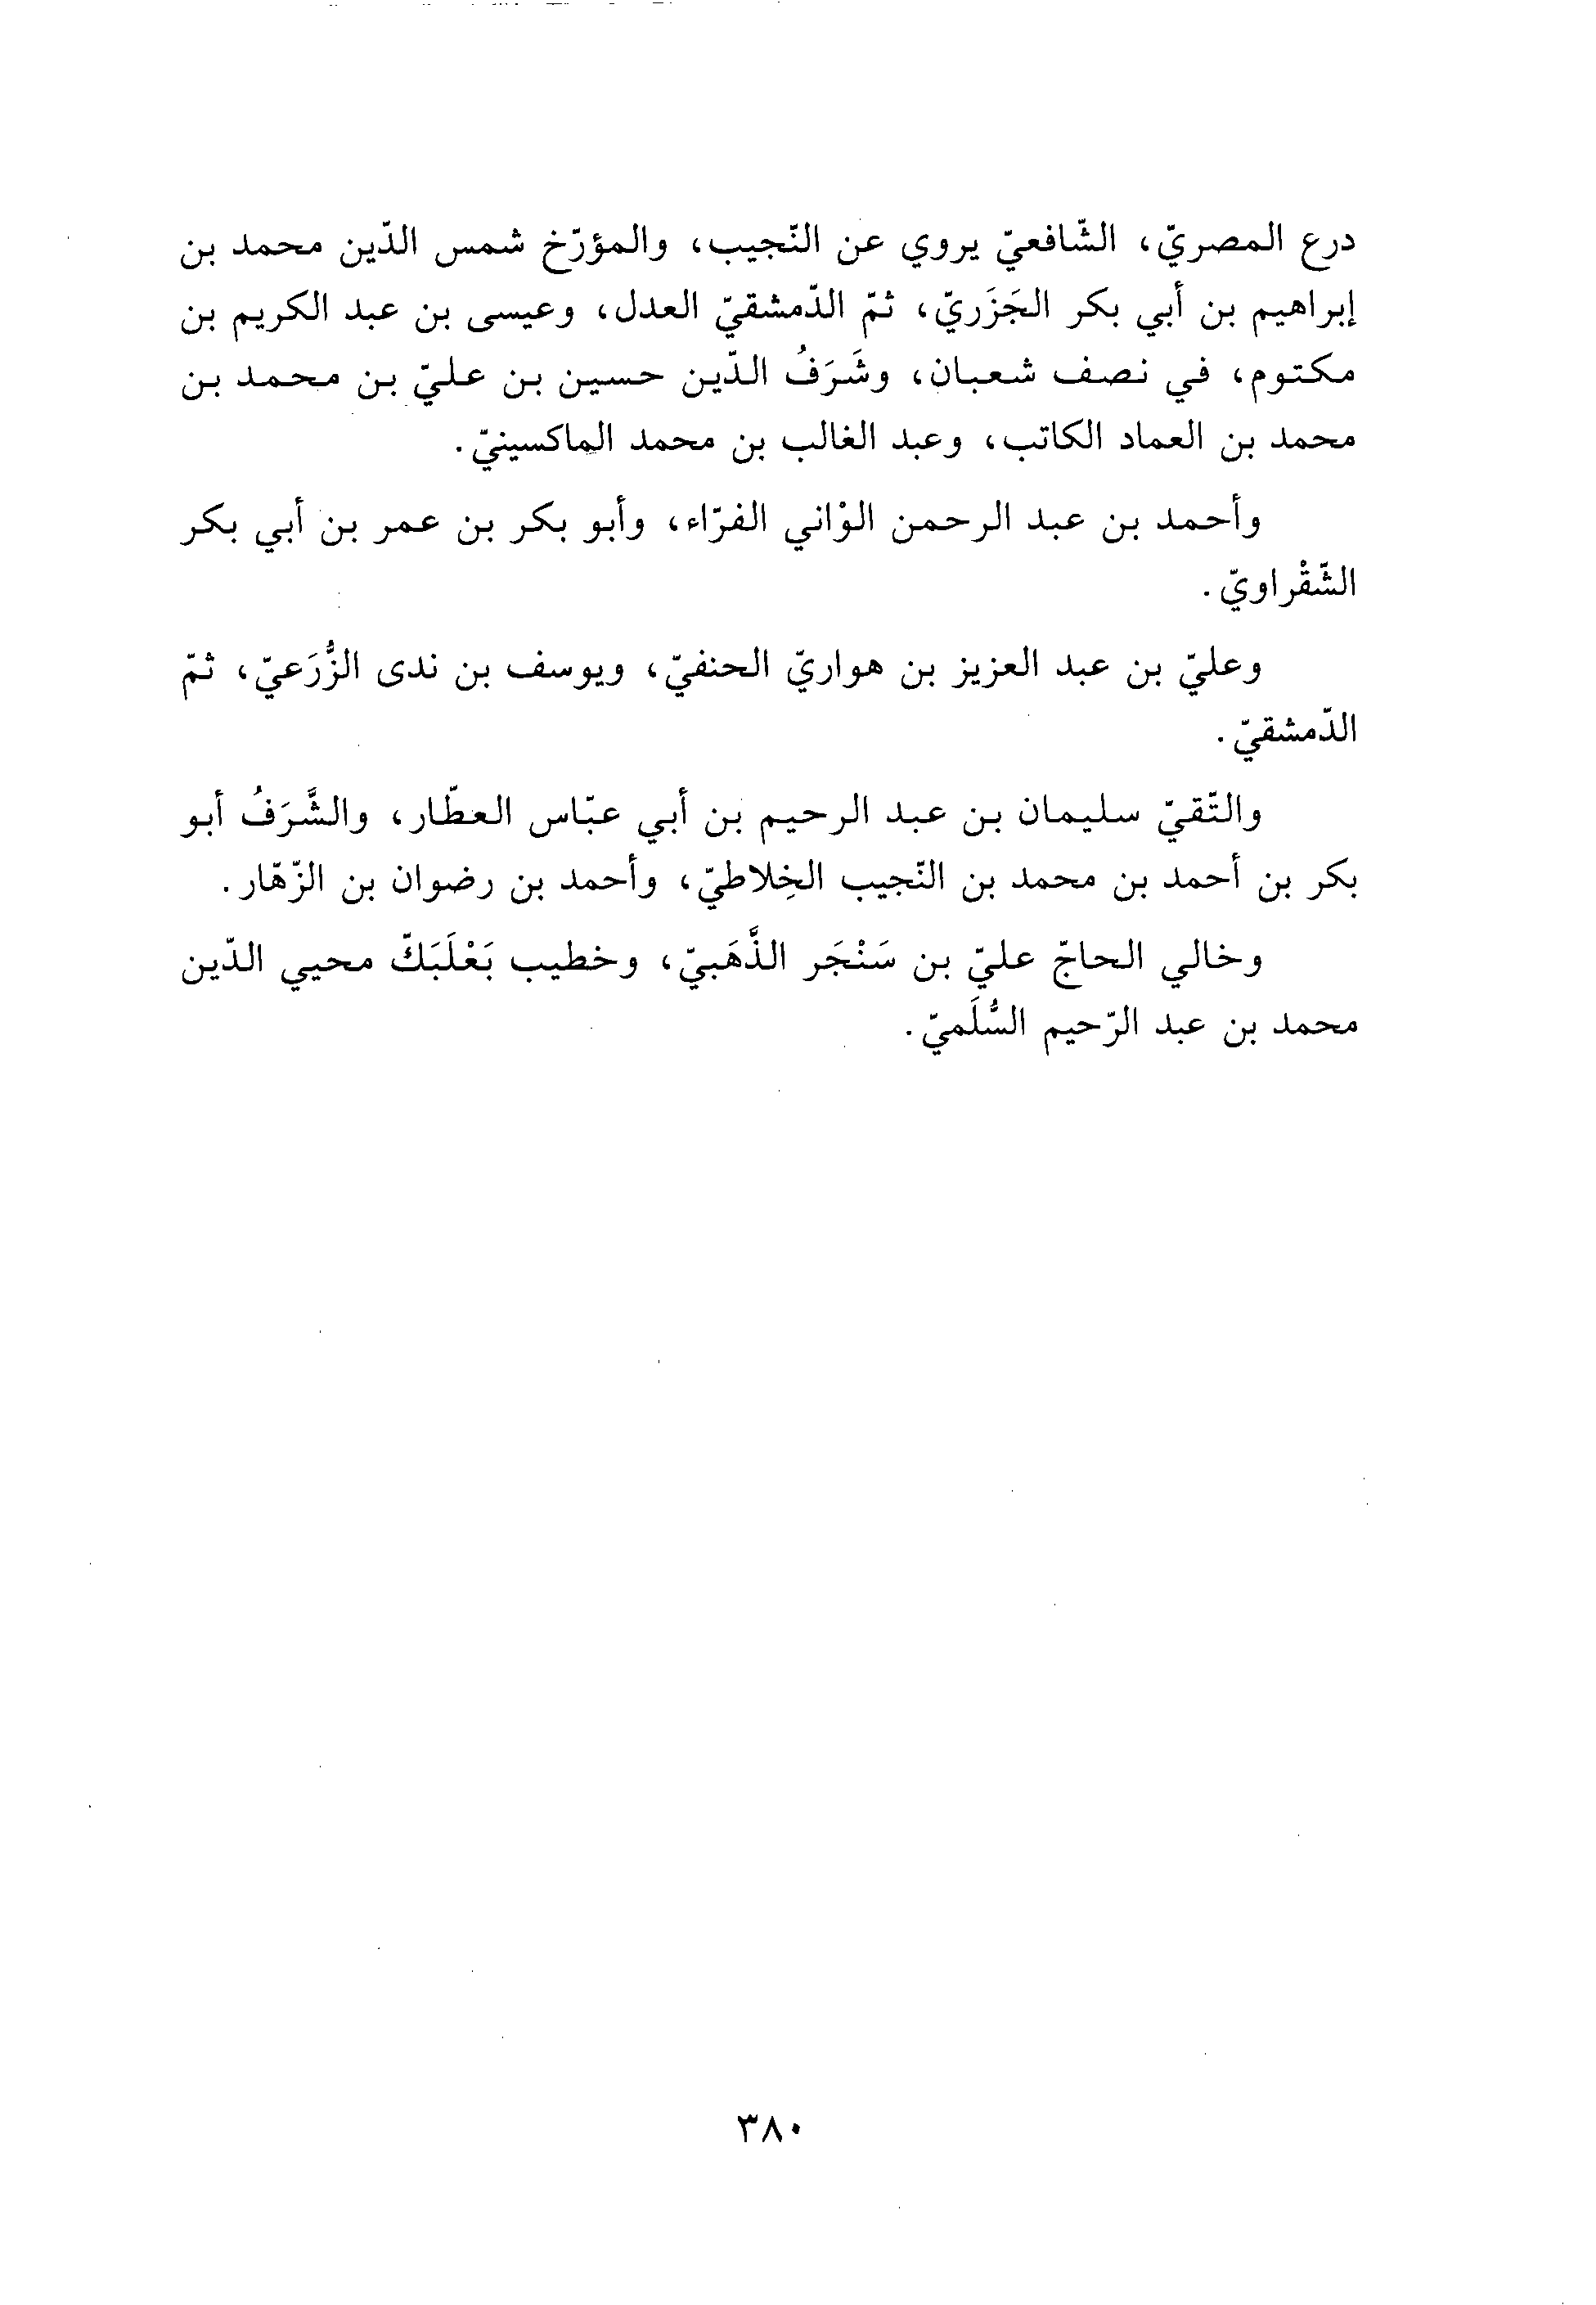 درع المصريّ، الشّافعيّ يروي عن النّجيب، والمؤرّخ شمس الدّين محمد بن
إبراهيم بن أبي بكر الجَزَريّ، ثمّ الدّمشقيّ العدل، وعيسى بن عبد الكريم بن
مكتوم، في نصف شعبان، وشَرَفُ الدّين حسين بن عليّ بن محمد بن
محمد بن العماد الكاتب، وعبد الغالب بن محمد الماكسينيّ.
وأحمد بن عبد الرحمن الوْاني الفرّاء، وأبو بكر بن عمر بن أبي بكر
الشّقْراويّ.
وعليّ بن عبد العزيز بن هواريّ الحنفيّ، ويوسف بن ندى الزُّرَعيّ، ثمّ
الدّمشقيّ.
والتّقيّ سليمان بن عبد الرحيم بن أبي عبّاس العطّار، والشَّرَفُ أبو
بكر بن أحمد بن محمد بن النّجيب الخِلاطيّ، وأحمد بن رضوان بن الزّهّار.
وخالي الحاجّ عليّ بن سَنْجَر الذَّهَبيّ، وخطيب بَعْلَبَكّ محيي الدّين
محمد بن عبد الرّحيم السُّلَميّ.
٣٨٠